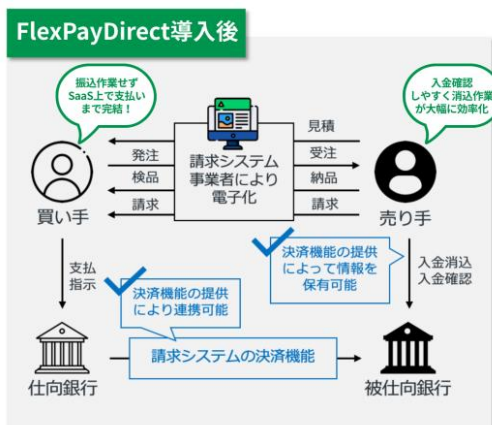 FlexPayDirect導入後
振込作業せず
SaaS上で支払い
まで完結！
入金確認
しやすく消込作業
が大幅に効率化
見積
発注
受注
検品
納品
請求
請求
請求システム
事業者により
電子化
買い手
売り手
決済機能の提供
によって情報を
保有可能
支払
指示
決済機能の提供
により連携可能
入金消込
入金確認
請求システムの決済機能
仕向銀行
被仕向銀行